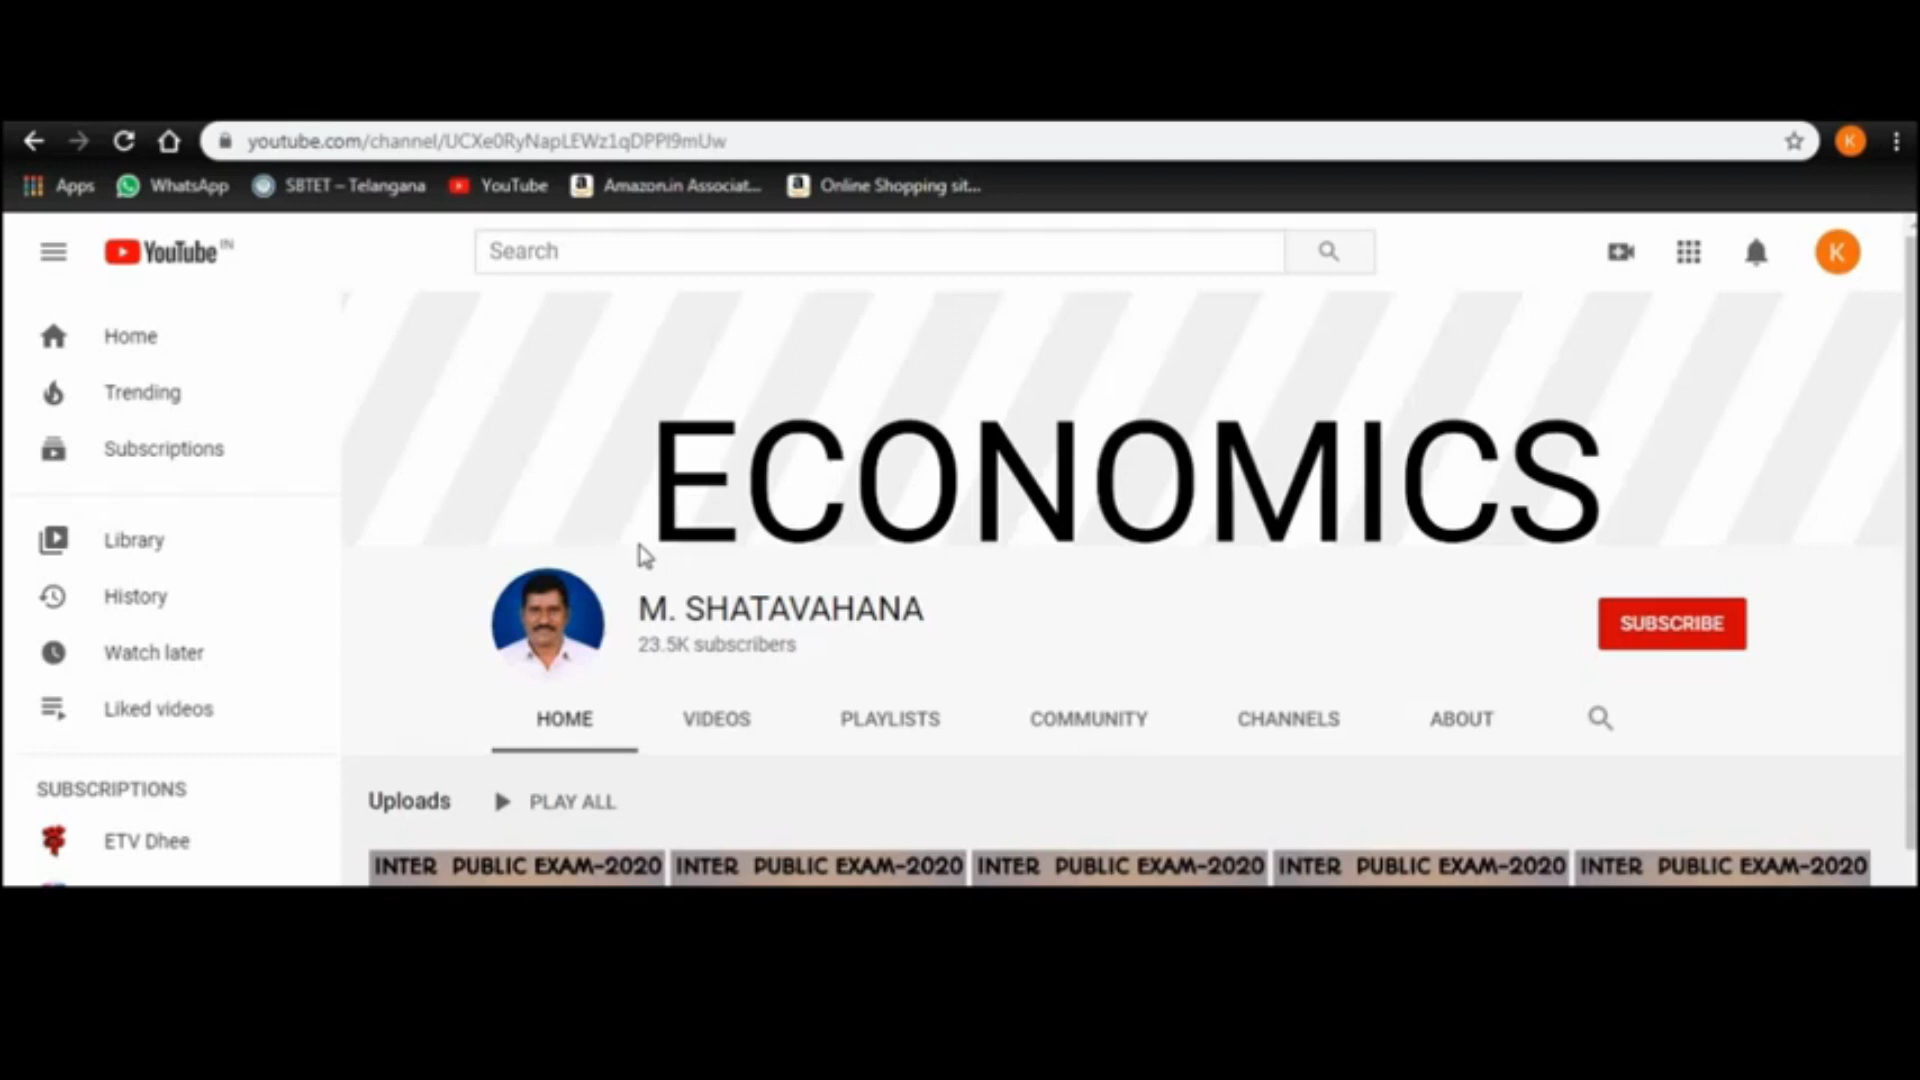 youtube.com/channel/UCXe0RyNapLEWz1qDPPI9mUw
K
Apps WhatsApp SBTET – Telangana YouTube Amazon.in Associat... Online Shopping sit...
YouTube IN
Search
K
Home
Trending
Subscriptions
ECONOMICS
Library
History
Watch later
Liked videos
M. SHATAVAHANA
23.5K subscribers
SUBSCRIBE
HOME VIDEOS PLAYLISTS COMMUNITY CHANNELS ABOUT
SUBSCRIPTIONS
ETV Dhee
Uploads PLAY ALL
INTER PUBLIC EXAM-2020 INTER PUBLIC EXAM-2020 INTER PUBLIC EXAM-2020 INTER PUBLIC EXAM-2020 INTER PUBLIC EXAM-2020